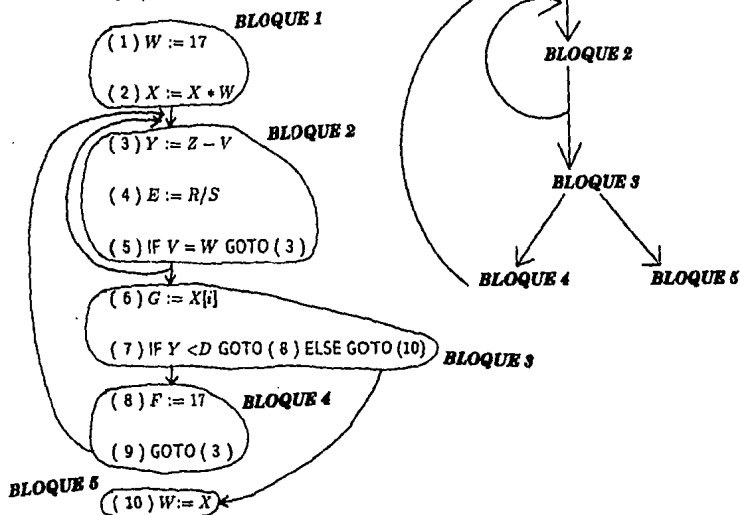 BLOQUE 1
( 1 ) W := 17
( 2 ) X := X * W
BLOQUE 2
( 3 ) Y := Z − V
( 4 ) E := R/S
( 5 ) IF V = W GOTO ( 3 )
( 6 ) G := X[i]
( 7 ) IF Y <D GOTO ( 8 ) ELSE GOTO (10)
BLOQUE 3
( 8 ) F := 17
BLOQUE 4
( 9 ) GOTO ( 3 )
BLOQUE 5
( 10 ) W := X
BLOQUE 2
BLOQUE 3
BLOQUE 4
BLOQUE 5